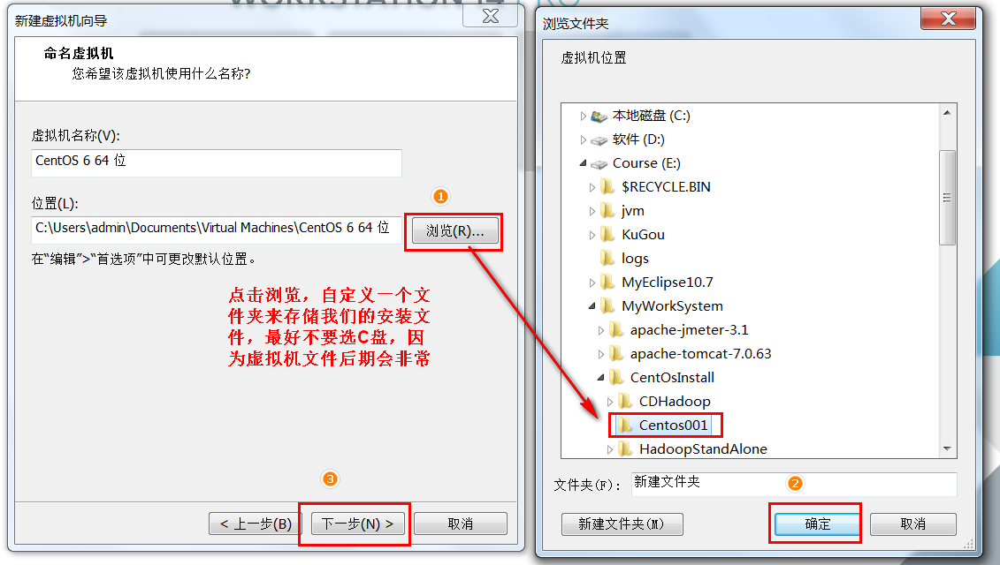 WORKSTATION 14 PRO
新建虚拟机向导
命名虚拟机
您希望该虚拟机使用什么名称?
虚拟机名称(V):
CentOS 6 64 位
位置(L):
C:\Users\admin\Documents\Virtual Machines\CentOS 6 64 位
1
浏览(R)...
在“编辑”>“首选项”中可更改默认位置。
点击浏览，自定义一个文
件夹来存储我们的安装文
件，最好不要选C盘，因
为虚拟机文件后期会非常
3
< 上一步(B)
下一步(N) >
取消
浏览文件夹
虚拟机位置
本地磁盘 (C:)
软件 (D:)
Course (E:)
$RECYCLE.BIN
jvm
KuGou
logs
MyEclipse10.7
MyWorkSystem
apache-jmeter-3.1
apache-tomcat-7.0.63
CentOsInstall
CDHadoop
Centos001
HadoopStandAlone
文件夹(F):
新建文件夹
2
新建文件夹(M)
确定
取消